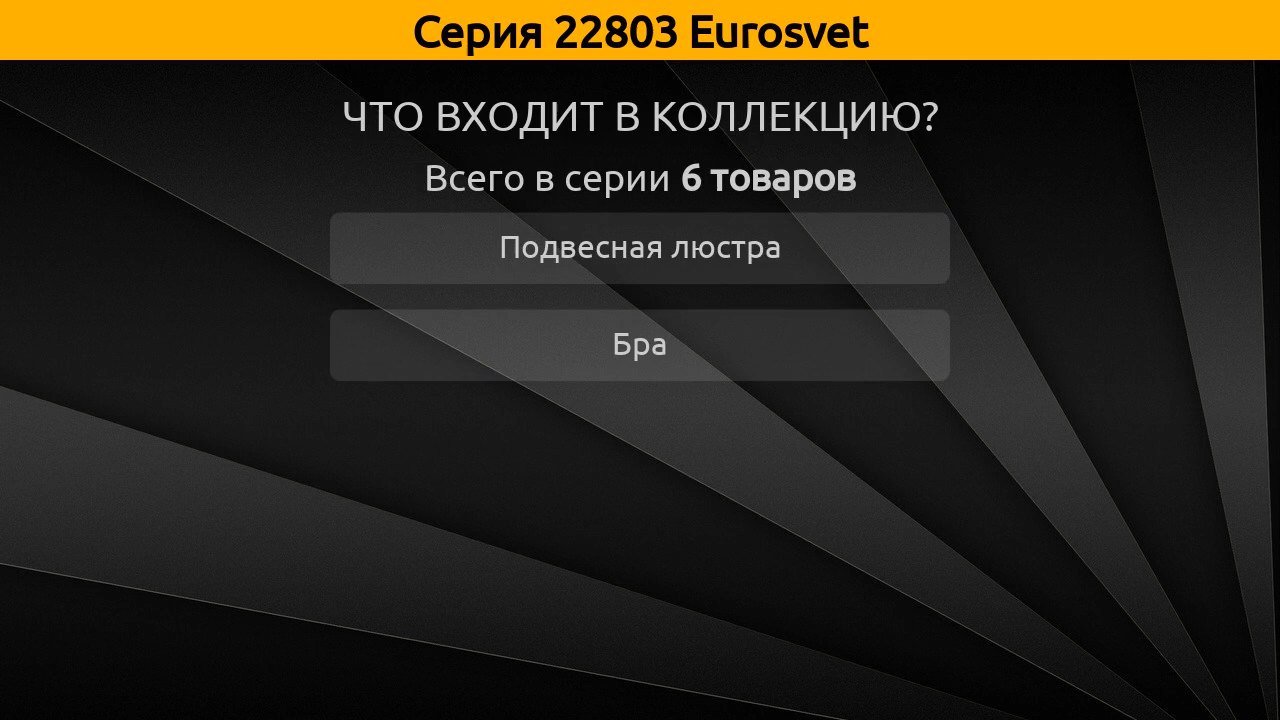 Серия 22803 Eurosvet
ЧТО ВХОДИТ В КОЛЛЕКЦИЮ?
Всего в серии 6 товаров
Подвесная люстра
Бра